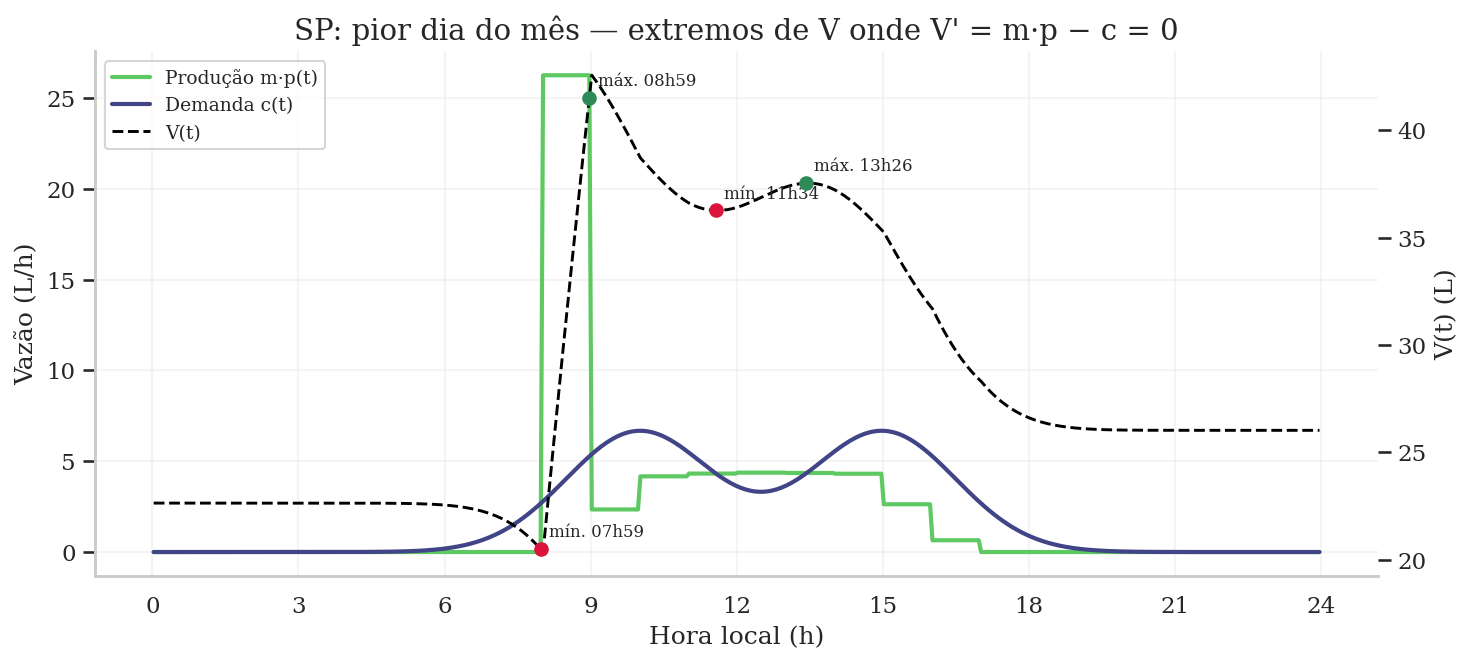 SP: pior dia do mês — extremos de V onde V' = m·p − c = 0
Produção m·p(t)
Demanda c(t)
V(t)
máx. 08h59
máx. 13h26
mín. 11h34
mín. 07h59
Vazão (L/h)
25
20
15
10
5
0
V(t) (L)
40
35
30
25
20
0 3 6 9 12 15 18 21 24
Hora local (h)